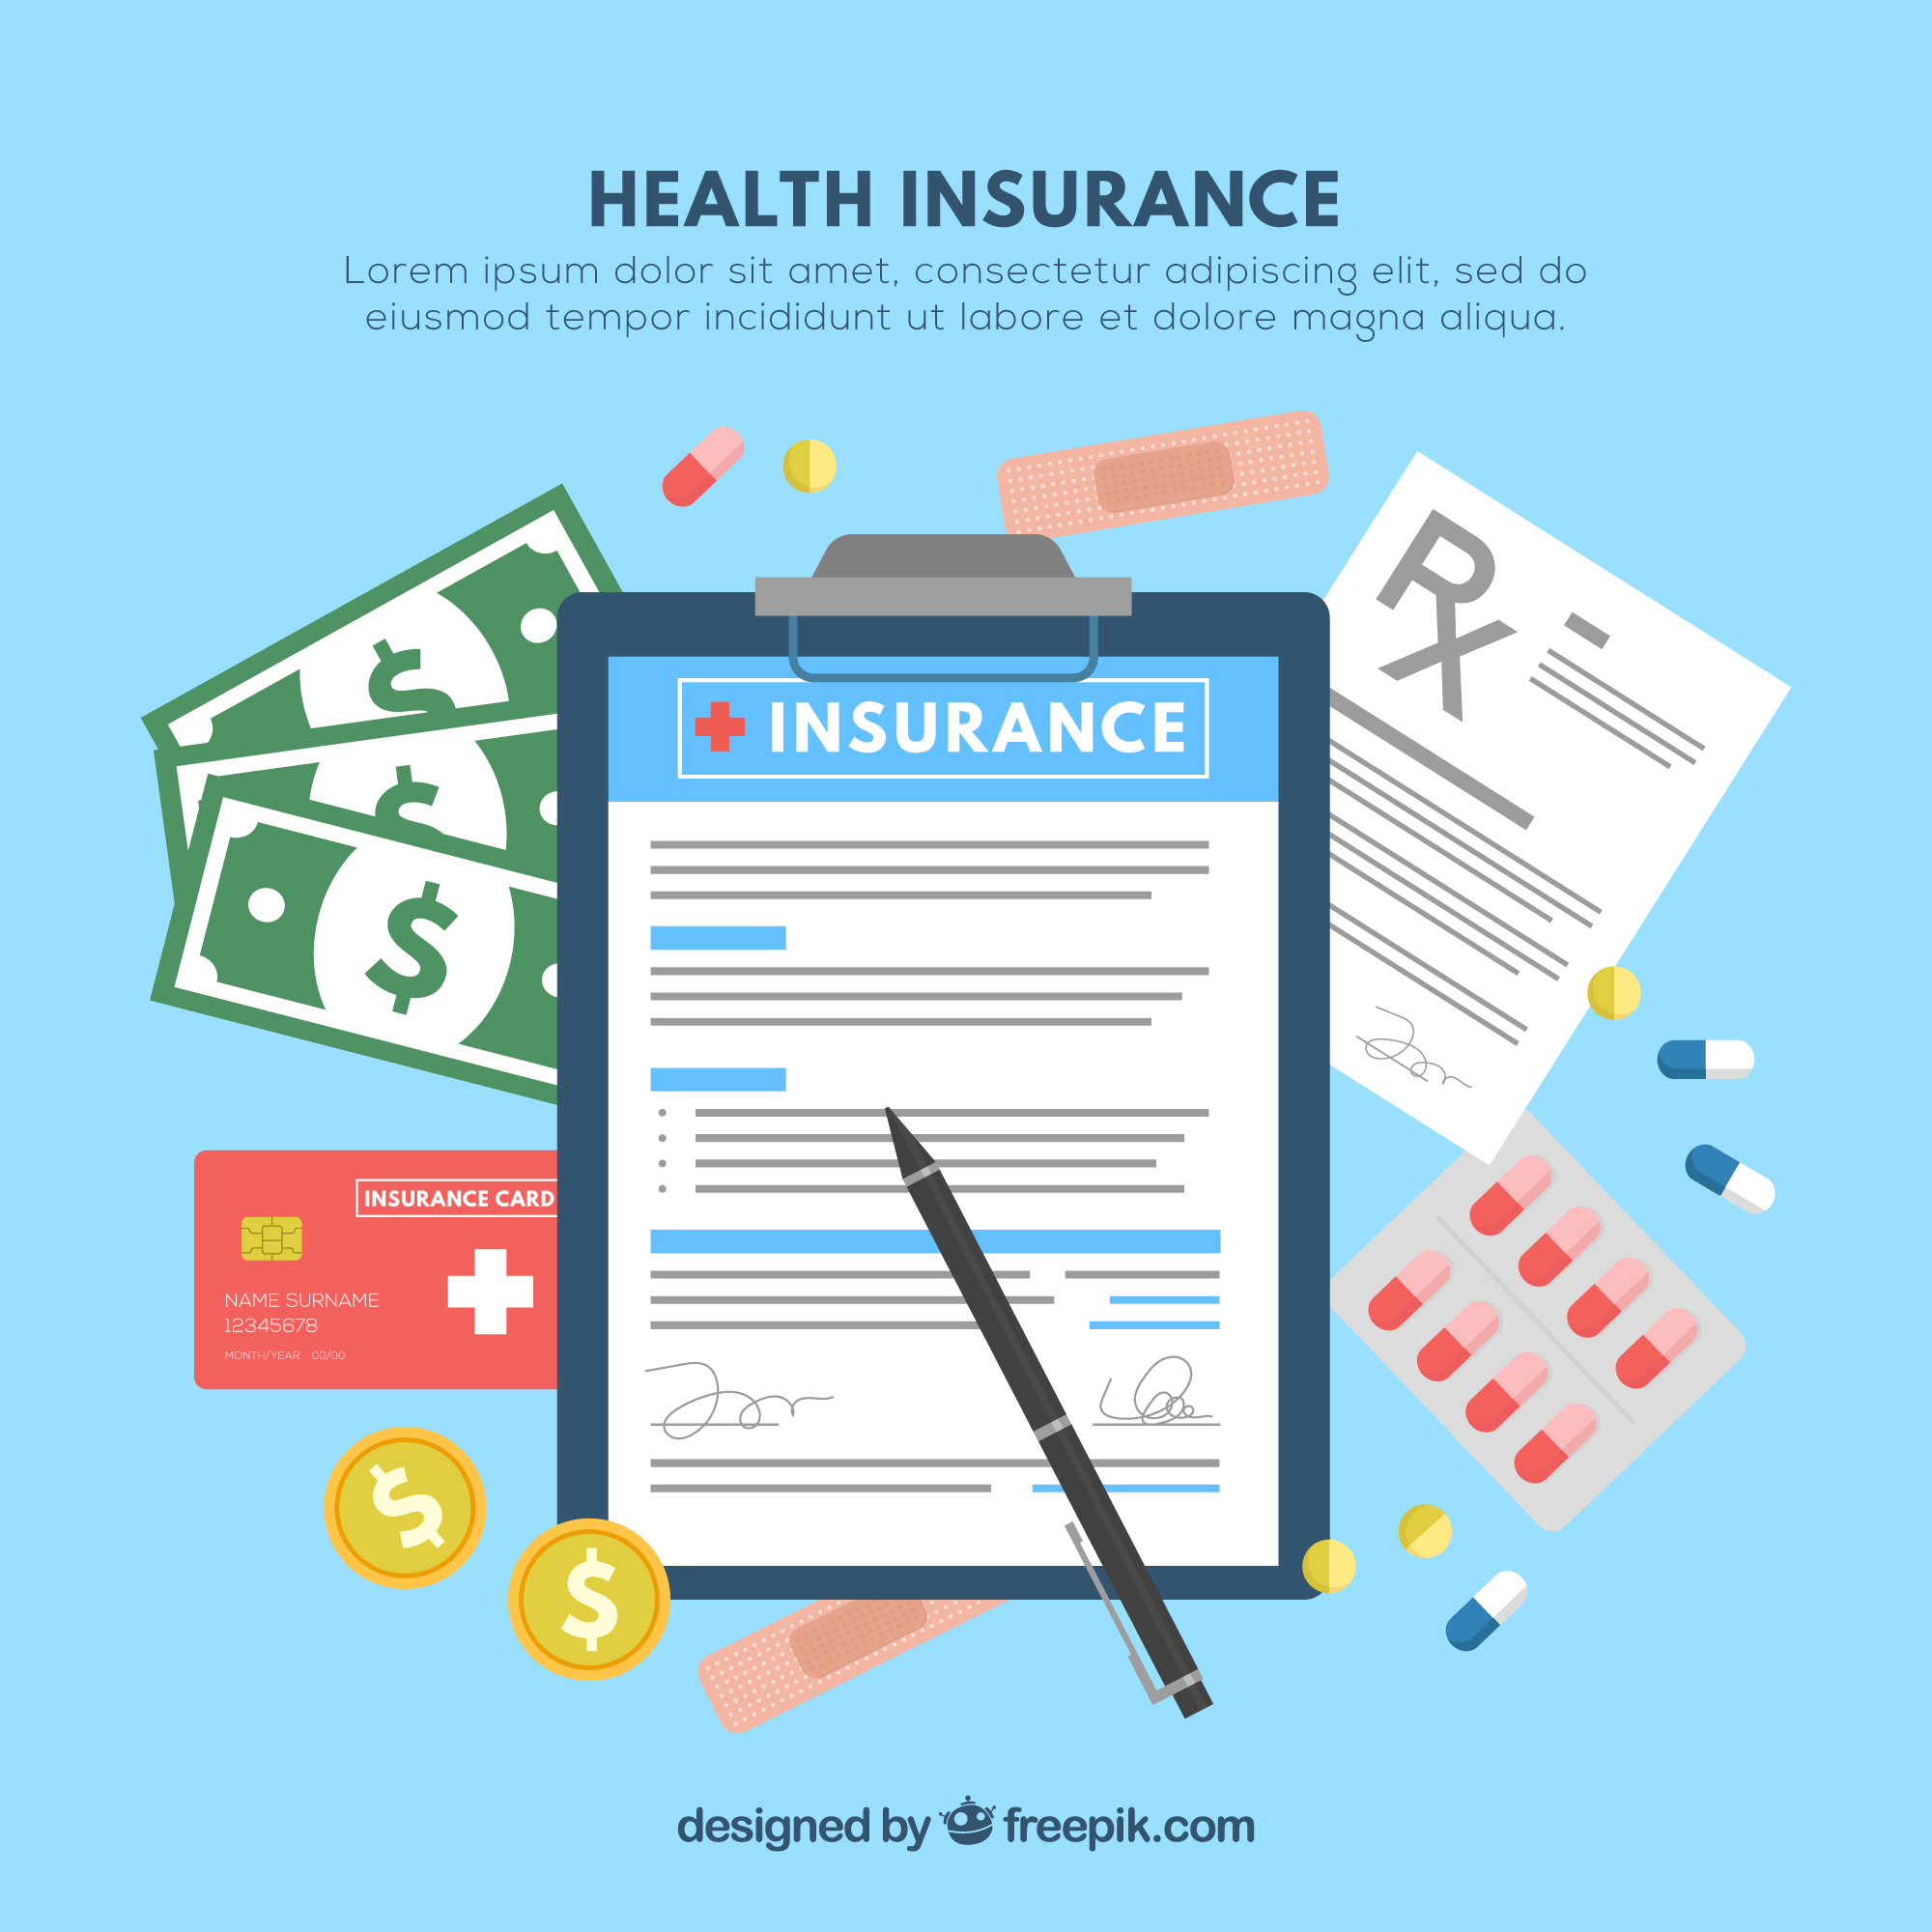 HEALTH INSURANCE
Lorem ipsum dolor sit amet, consectetur adipiscing elit, sed do
eiusmod tempor incididunt ut labore et dolore magna aliqua.
$
$
$
INSURANCE
Rx
INSURANCE CARD
NAME SURNAME
12345678
MONTH/YEAR 00/00
$
$
designed by freepik.com